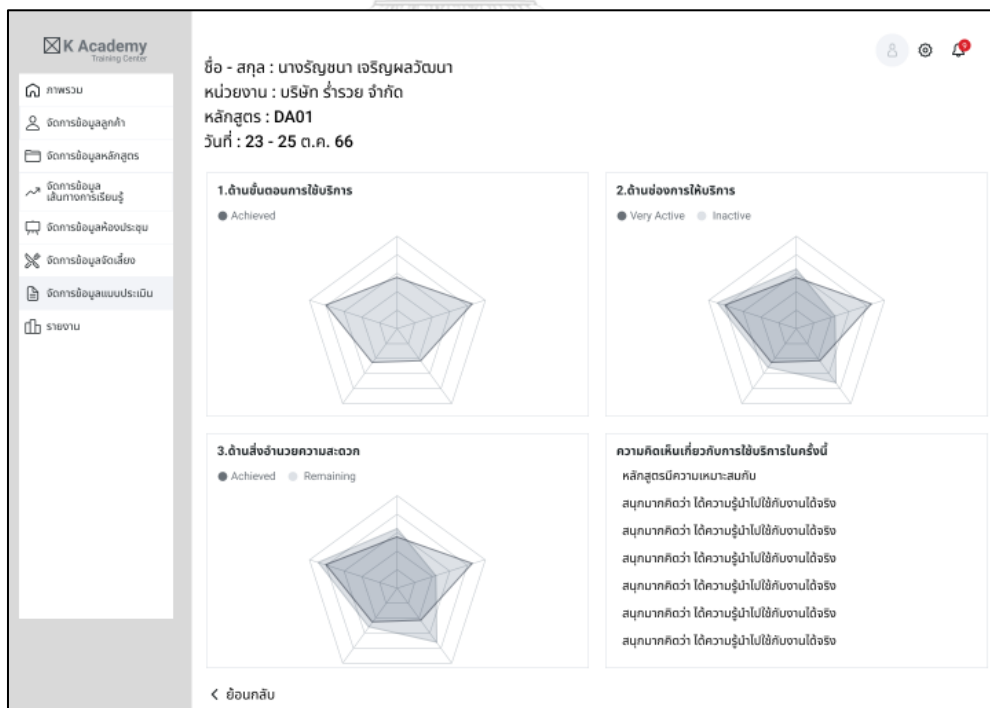 K Academy
Training Center
ภาพรวม
จัดการข้อมูลลูกค้า
จัดการข้อมูลหลักสูตร
จัดการข้อมูล
เส้นทางการเรียนรู้
จัดการข้อมูลห้องประชุม
จัดการข้อมูลจัดเลี้ยง
จัดการข้อมูลแบบประเมิน
รายงาน
ชื่อ - สกุล : นางรัญชนา เจริญผลวัฒนา
หน่วยงาน : บริษัท ร่ำรวย จำกัด
หลักสูตร : DA01
วันที่ : 23 - 25 ต.ค. 66
1.ด้านขั้นตอนการใช้บริการ
Achieved
2.ด้านช่องการให้บริการ
Very Active Inactive
3.ด้านสิ่งอำนวยความสะดวก
Achieved Remaining
ความคิดเห็นเกี่ยวกับการใช้บริการในครั้งนี้
หลักสูตรมีความเหมาะสมกับ
สนุกมากคิดว่า ได้ความรู้นำไปใช้กับงานได้จริง
สนุกมากคิดว่า ได้ความรู้นำไปใช้กับงานได้จริง
สนุกมากคิดว่า ได้ความรู้นำไปใช้กับงานได้จริง
สนุกมากคิดว่า ได้ความรู้นำไปใช้กับงานได้จริง
สนุกมากคิดว่า ได้ความรู้นำไปใช้กับงานได้จริง
สนุกมากคิดว่า ได้ความรู้นำไปใช้กับงานได้จริง
ย้อนกลับ